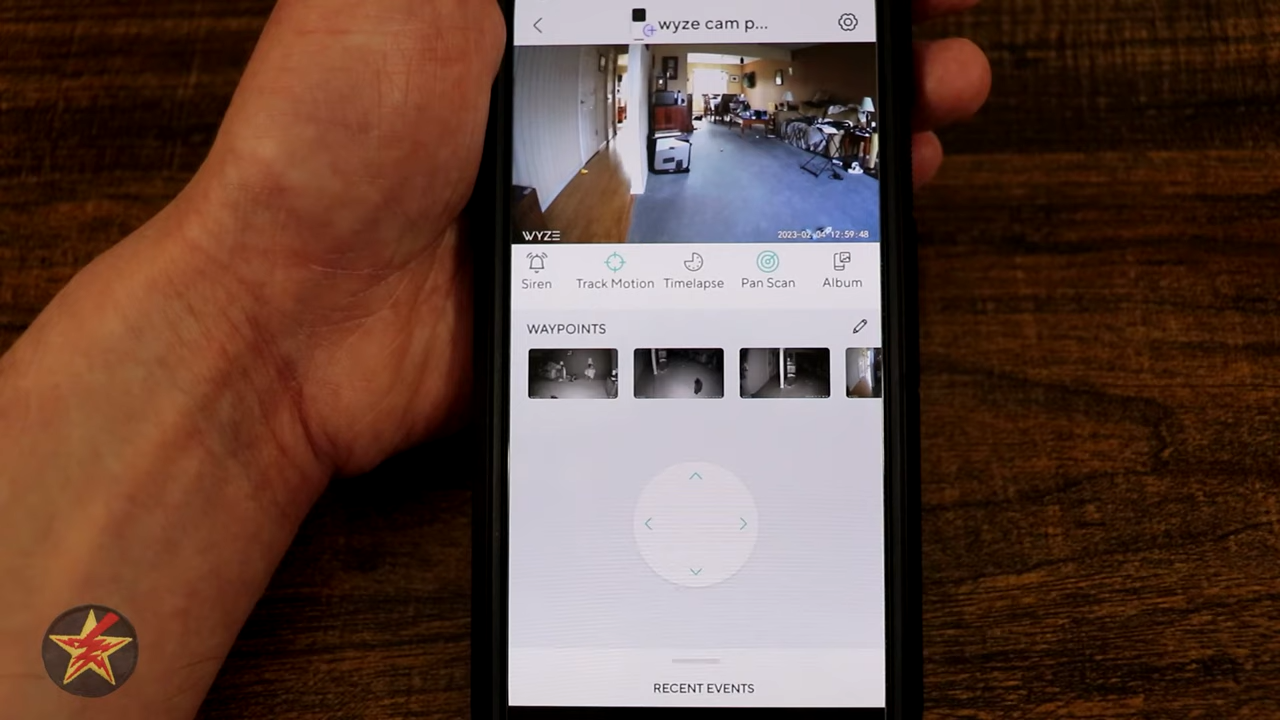 wyze cam p...
WYZE
2023-02-04 12:59:48
Siren
Track Motion
Timelapse
Pan Scan
Album
WAYPOINTS
RECENT EVENTS